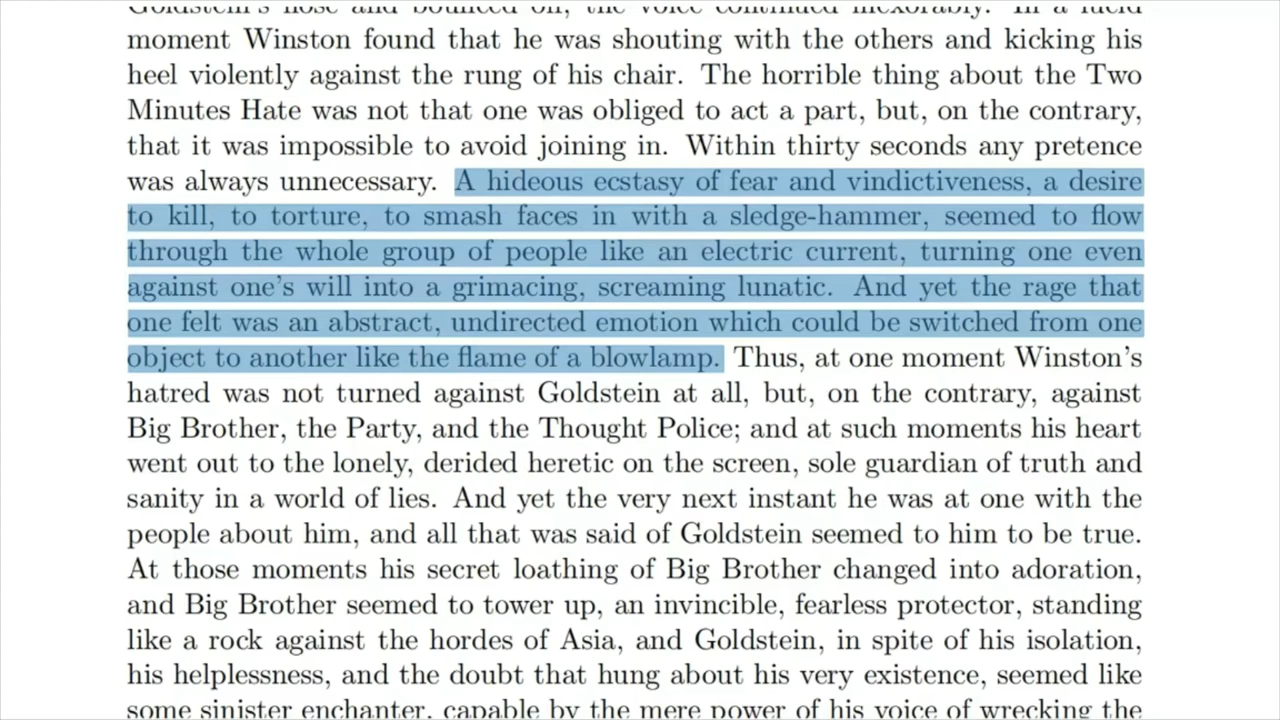 Goldstein's nose and bounced off, the voice continued inexorably. In a lucid
moment Winston found that he was shouting with the others and kicking his
heel violently against the rung of his chair. The horrible thing about the Two
Minutes Hate was not that one was obliged to act a part, but, on the contrary,
that it was impossible to avoid joining in. Within thirty seconds any pretence
was always unnecessary. A hideous ecstasy of fear and vindictiveness, a desire
to kill, to torture, to smash faces in with a sledge-hammer, seemed to flow
through the whole group of people like an electric current, turning one even
against one's will into a grimacing, screaming lunatic. And yet the rage that
one felt was an abstract, undirected emotion which could be switched from one
object to another like the flame of a blowlamp. Thus, at one moment Winston's
hatred was not turned against Goldstein at all, but, on the contrary, against
Big Brother, the Party, and the Thought Police; and at such moments his heart
went out to the lonely, derided heretic on the screen, sole guardian of truth and
sanity in a world of lies. And yet the very next instant he was at one with the
people about him, and all that was said of Goldstein seemed to him to be true.
At those moments his secret loathing of Big Brother changed into adoration,
and Big Brother seemed to tower up, an invincible, fearless protector, standing
like a rock against the hordes of Asia, and Goldstein, in spite of his isolation,
his helplessness, and the doubt that hung about his very existence, seemed like
some sinister enchanter, capable by the mere power of his voice of wrecking the